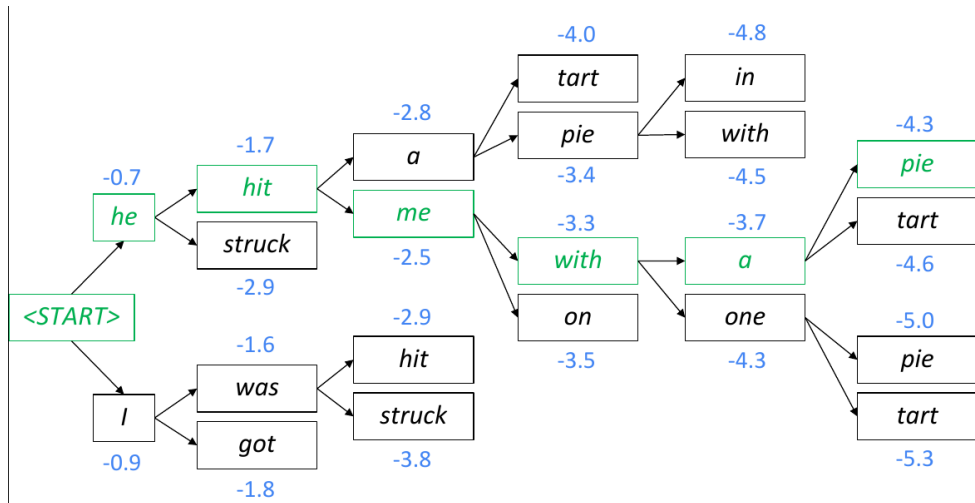 -4.0
-4.8
tart
in
-2.8
-4.3
-1.7
a
pie
with
pie
-0.7
hit
-3.4
-4.5
he
me
-3.3
-3.7
tart
struck
-2.5
with
a
-4.6
-2.9
<START>
-2.9
on
one
-5.0
-1.6
hit
-3.5
-4.3
pie
was
I
struck
tart
got
-0.9
-3.8
-5.3
-1.8